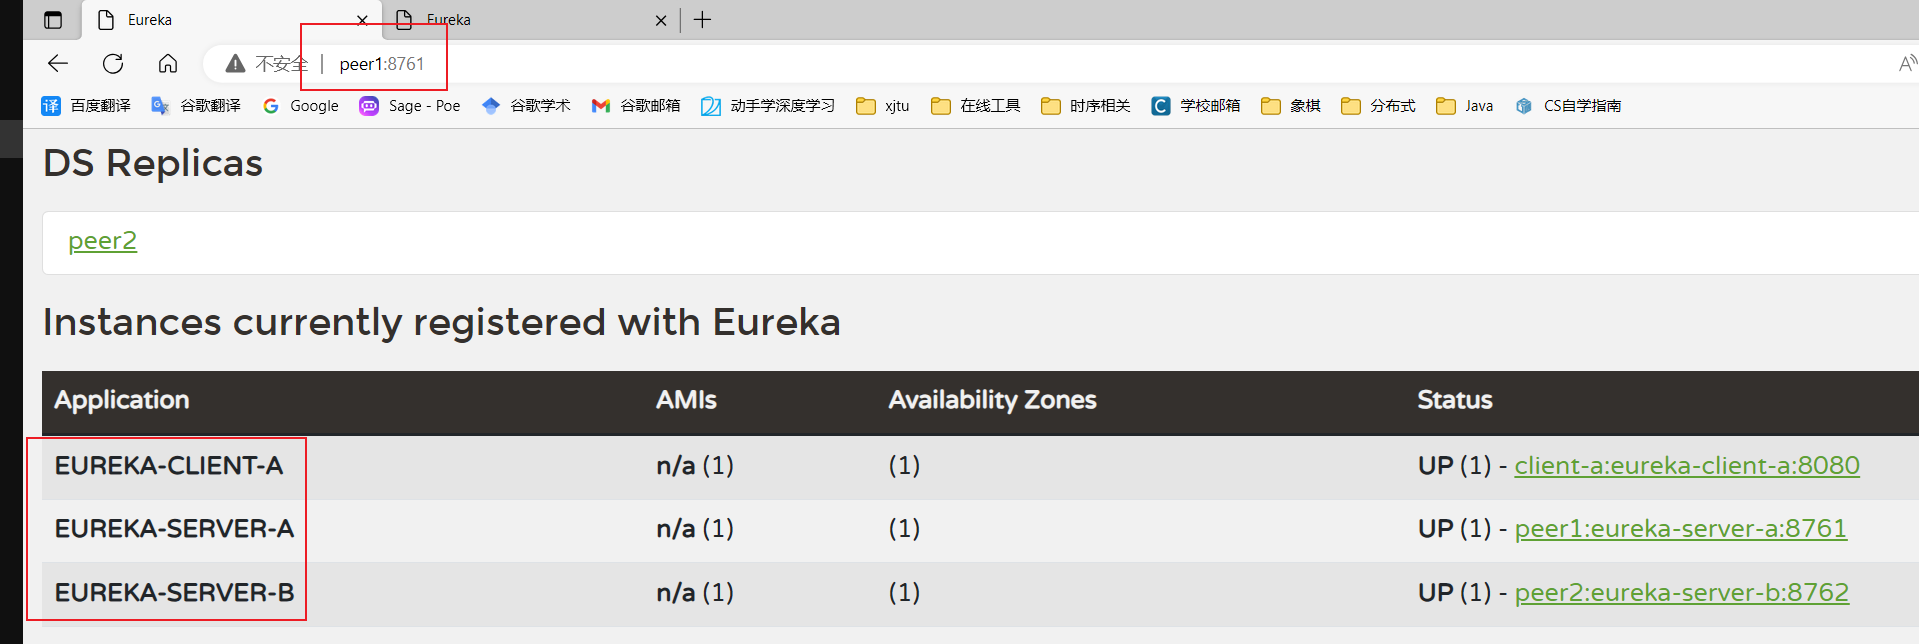 Eureka
Eureka
不安全 | peer1:8761
百度翻译 谷歌翻译 Google Sage - Poe 谷歌学术 谷歌邮箱 动手学深度学习 xjtu 在线工具 时序相关 学校邮箱 象棋 分布式 Java CS自学指南
DS Replicas
peer2
Instances currently registered with Eureka
Application AMIs Availability Zones Status
EUREKA-CLIENT-A n/a (1) (1) UP (1) - client-a:eureka-client-a:8080
EUREKA-SERVER-A n/a (1) (1) UP (1) - peer1:eureka-server-a:8761
EUREKA-SERVER-B n/a (1) (1) UP (1) - peer2:eureka-server-b:8762